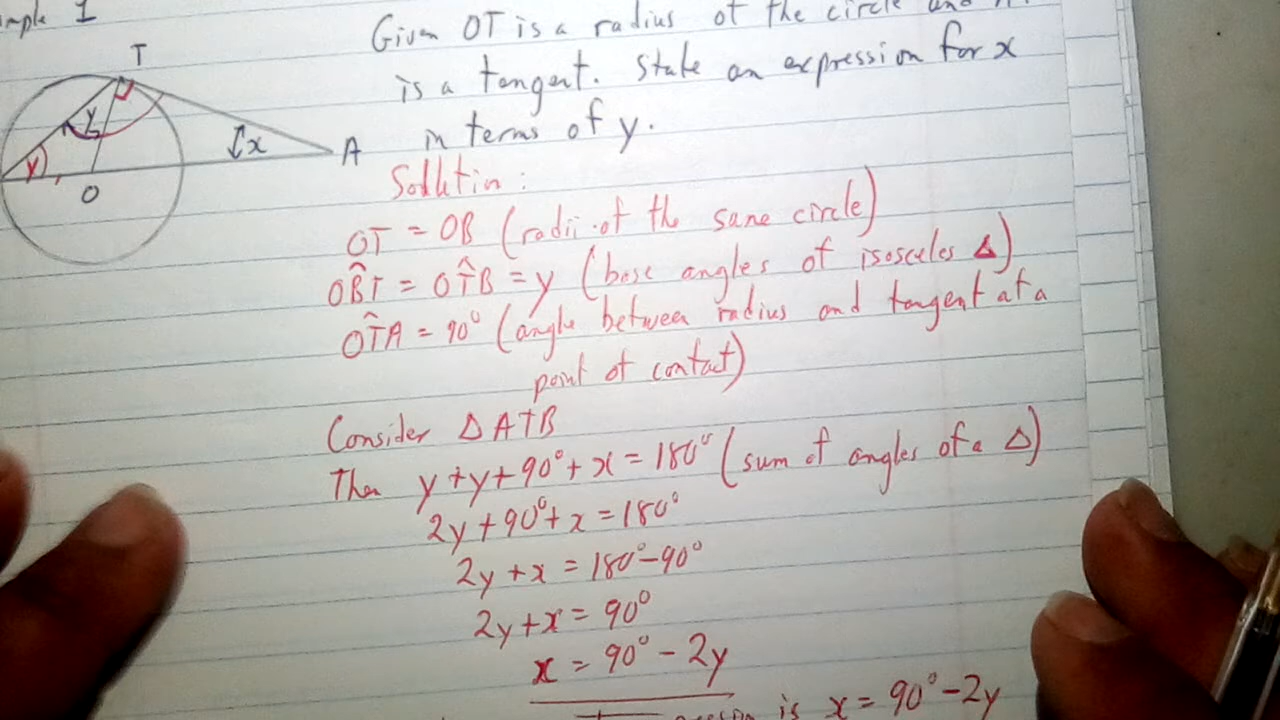 mple 1
Given OT is a radius of the circle and
is a tangent. State an expression for x
in terms of y.
T
y
y
x
A
O
Sodlutin :
OT = OB (radii of the same circle)
OB̂T = OT̂B = y (base angles of isosceles Δ)
OT̂A = 90° (angle between radius and tangent at a
point of contact)
Consider Δ ATB
Then y+y+90°+x = 180° (sum of angles of a Δ)
2y+90°+x = 180°
2y+x = 180°-90°
2y+x = 90°
x = 90° - 2y
is x = 90° - 2y